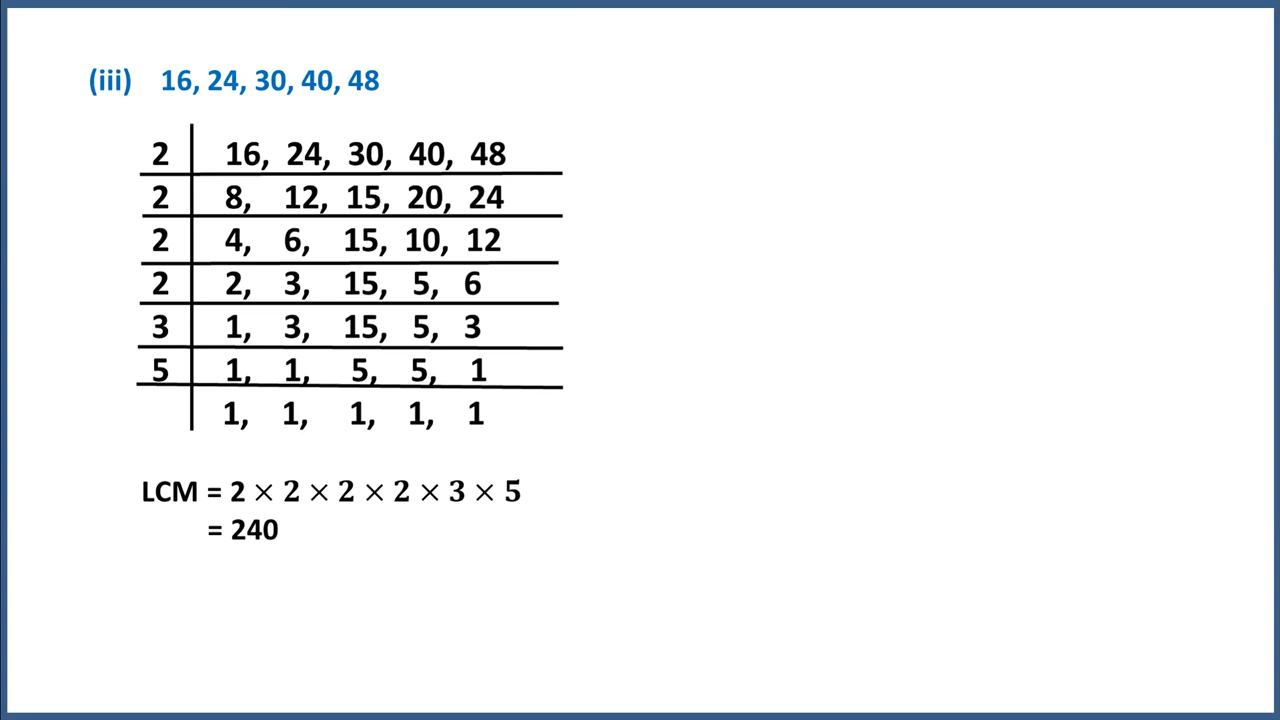 (iii) 16, 24, 30, 40, 48
2 16, 24, 30, 40, 48
2 8, 12, 15, 20, 24
2 4, 6, 15, 10, 12
2 2, 3, 15, 5, 6
3 1, 3, 15, 5, 3
5 1, 1, 5, 5, 1
1, 1, 1, 1, 1
LCM = 2 × 2 × 2 × 2 × 3 × 5
= 240